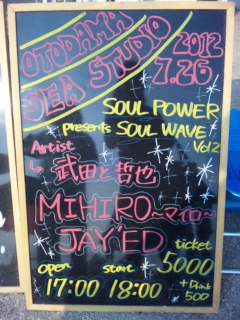 OTODAMA
SEA STUDIO
2012
7.26
SOUL POWER
presents SOUL WAVE
Vol.2
Artist
武田と哲也
MIHIRO〜マイロ〜
JAY'ED
ticket
5000
+Drink
500
open
17:00
start
18:00